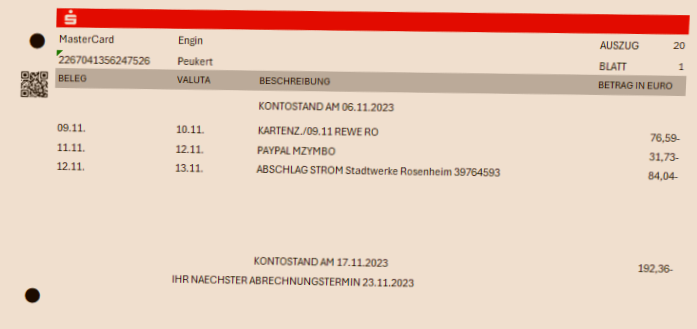 MasterCard Engin AUSZUG 20
2267041356247526 Peukert BLATT 1
BELEG VALUTA BESCHREIBUNG BETRAG IN EURO
KONTOSTAND AM 06.11.2023
09.11. 10.11. KARTENZ./09.11 REWE RO 76,59-
11.11. 12.11. PAYPAL MZYMBO 31,73-
12.11. 13.11. ABSCHLAG STROM Stadtwerke Rosenheim 39764593 84,04-
KONTOSTAND AM 17.11.2023 192,36-
IHR NAECHSTER ABRECHNUNGSTERMIN 23.11.2023